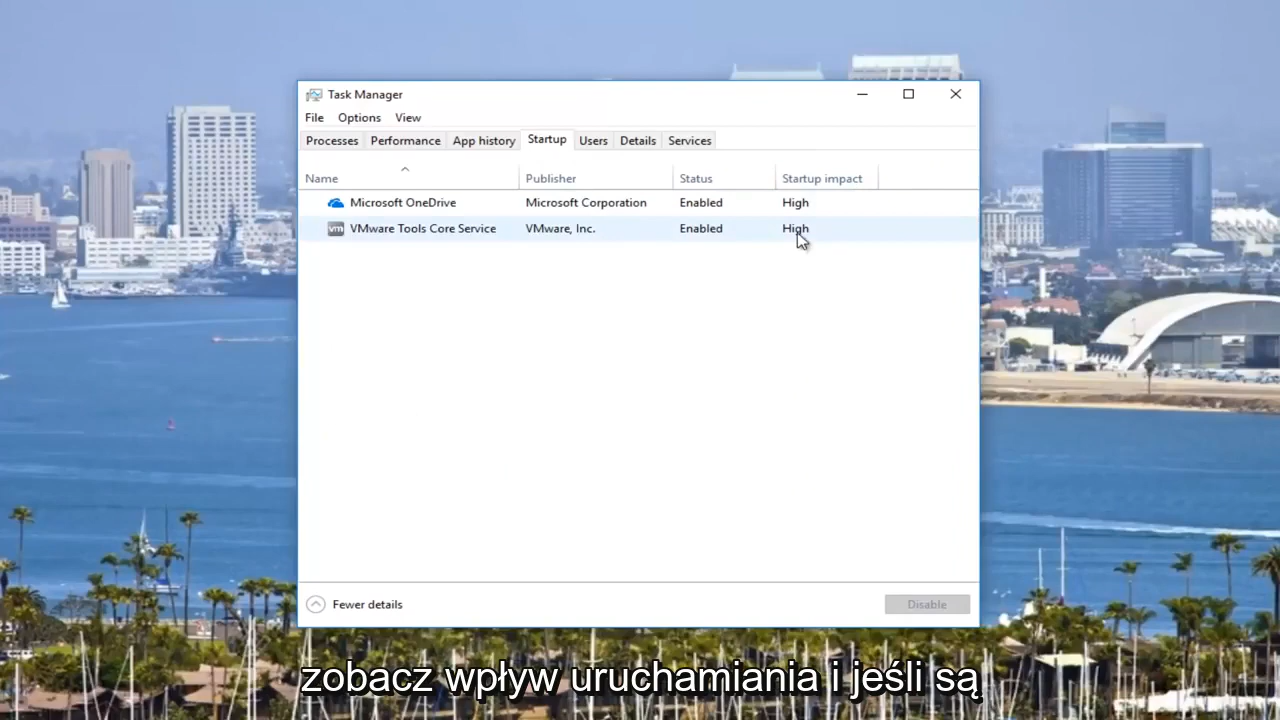 Task Manager
File Options View
Processes Performance App history Startup Users Details Services
Name Publisher Status Startup impact
Microsoft OneDrive Microsoft Corporation Enabled High
vm VMware Tools Core Service VMware, Inc. Enabled High
Fewer details Disable
zobacz wpływ uruchamiania i jeśli są